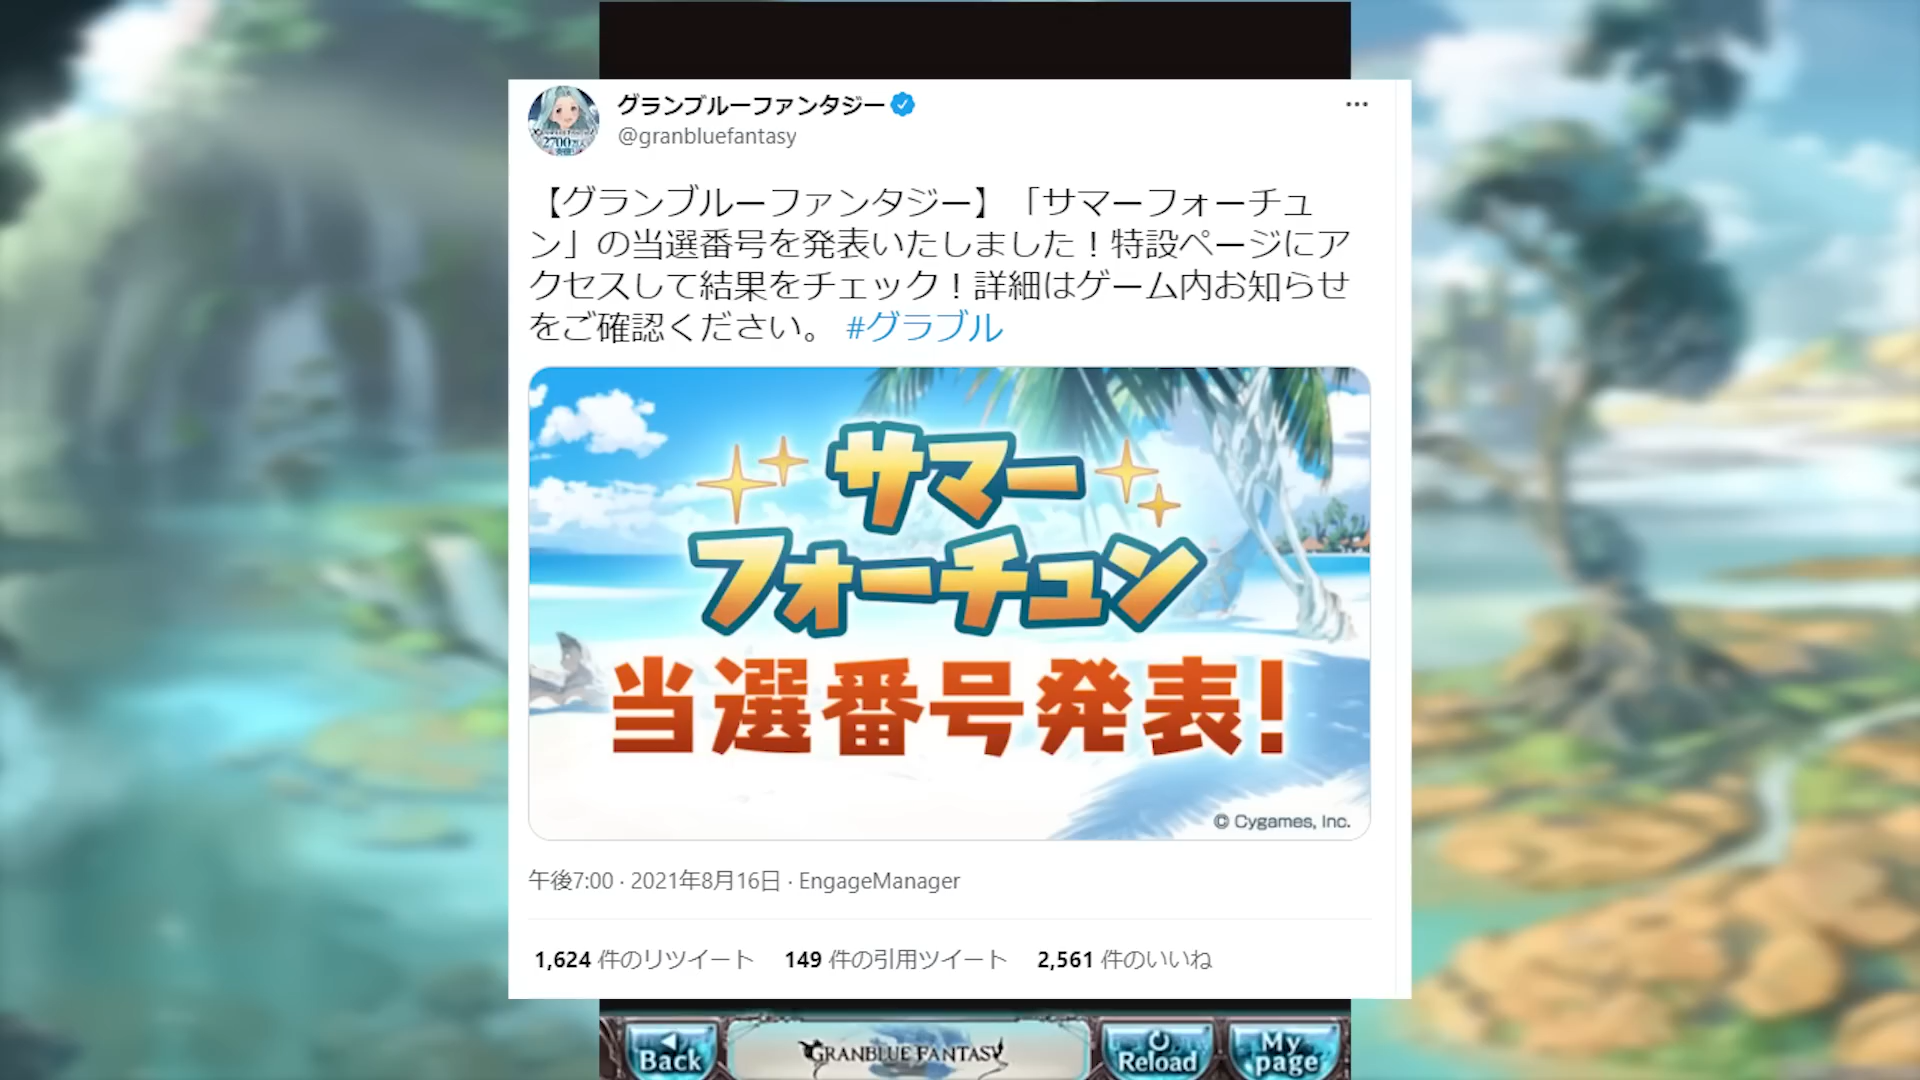 グランブルーファンタジー
@granbluefantasy
2700万人
【グランブルーファンタジー】「サマーフォーチュ
ン」の当選番号を発表いたしました！特設ページにア
クセスして結果をチェック！詳細はゲーム内お知らせ
をご確認ください。 #グラブル
サマー
フォーチュン
当選番号発表!
© Cygames, Inc.
午後7:00 · 2021年8月16日 · EngageManager
1,624 件のリツイート 149 件の引用ツイート 2,561 件のいいね
Back GRANBLUE FANTASY Reload My page